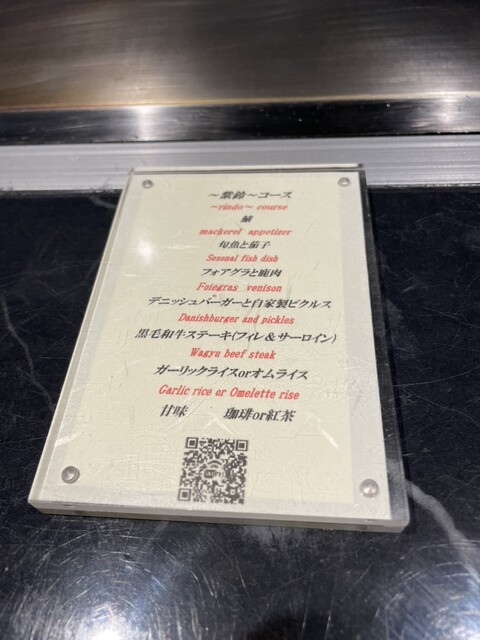 ～紫鈴～コース
～rindo～ course
鯖
mackerel appetizer
旬魚と茄子
Sesonal fish dish
フォアグラと鹿肉
Foiegras venison
デニッシュバーガーと自家製ピクルス
Danishburger and pickles
黒毛和牛ステーキ(フィレ＆サーロイン)
Wagyu beef steak
ガーリックライスorオムライス
Garlic rice or Omelette rise
甘味 珈琲or紅茶